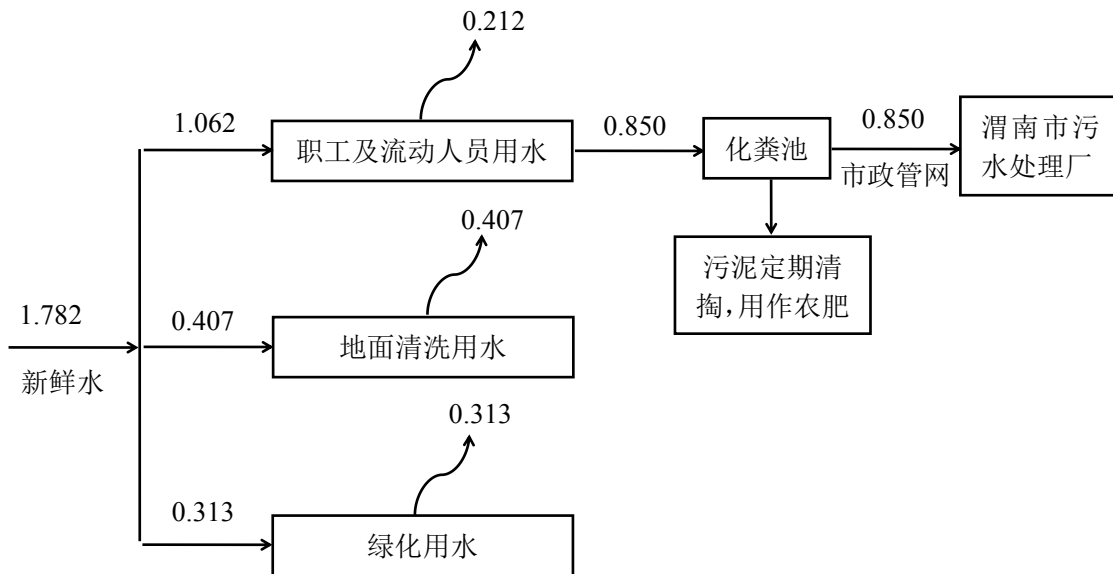 0.212
1.062
职工及流动人员用水
0.850
化粪池
0.850
市政管网
渭南市污
水处理厂
污泥定期清
掏，用作农肥
0.407
1.782
新鲜水
0.407
地面清洗用水
0.313
0.313
绿化用水